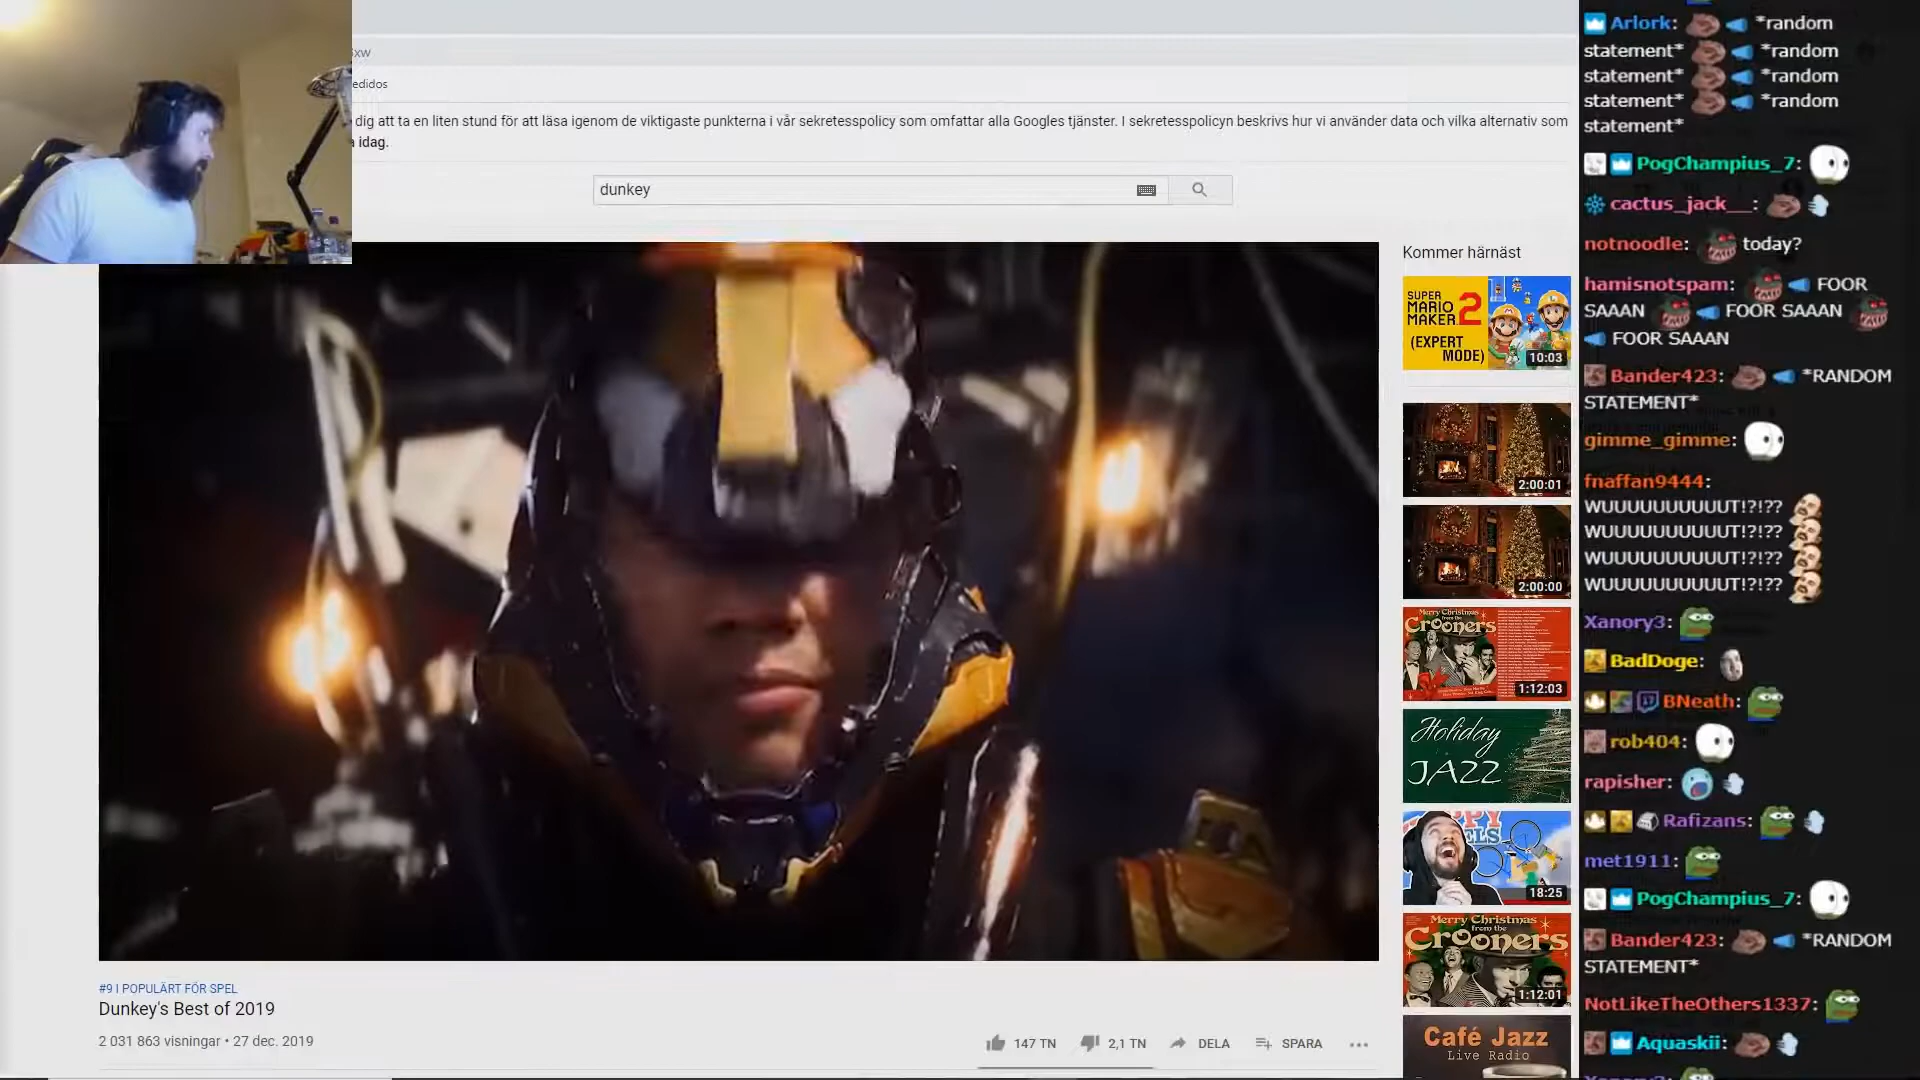 xw
edidos
dig att ta en liten stund för att läsa igenom de viktigaste punkterna i vår sekretesspolicy som omfattar alla Googles tjänster. I sekretesspolicyn beskrivs hur vi använder data och vilka alternativ som
idag.
dunkey
Kommer härnäst
SUPER
MARIO
MAKER 2
(EXPERT
MODE)
10:03
2:00:01
2:00:00
Merry Christmas
from the
Crooners
1:12:03
Holiday
JAZZ
18:25
Merry Christmas
from the
Crooners
1:12:01
Café Jazz
Live Radio
#9 I POPULÄRT FÖR SPEL
Dunkey's Best of 2019
2 031 863 visningar • 27 dec. 2019
147 TN
2,1 TN
DELA
SPARA
Arlork: *random
statement* *random
statement* *random
statement* *random
statement*
PogChampius_7:
cactus_jack__:
notnoodle: today?
hamisnotspam: FOOR
SAAAN FOOR SAAAN
FOOR SAAAN
Bander423: *RANDOM
STATEMENT*
gimme_gimme:
fnaffan9444:
WUUUUUUUUUUT!?!??
WUUUUUUUUUUT!?!??
WUUUUUUUUUUT!?!??
WUUUUUUUUUUT!?!??
Xanory3:
BadDoge:
BNeath:
rob404:
rapisher:
Rafizans:
met1911:
PogChampius_7:
Bander423: *RANDOM
STATEMENT*
NotLikeTheOthers1337:
Aquaskii: